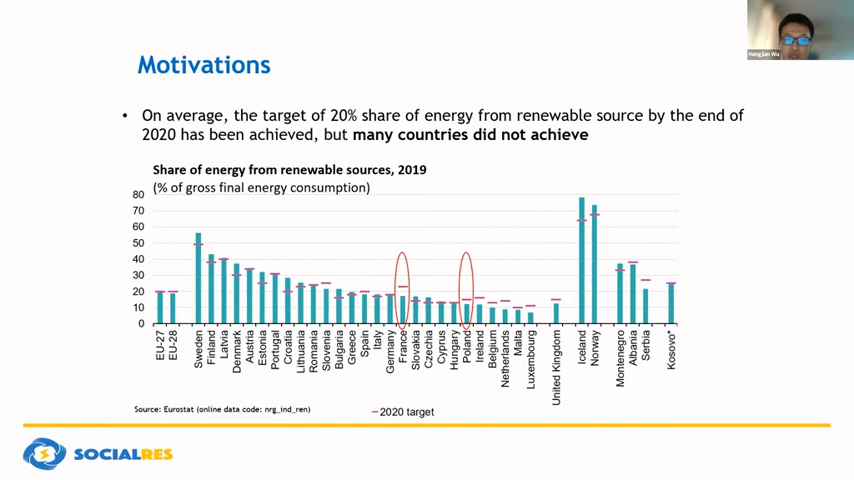 Hangjian Wu
Motivations
• On average, the target of 20% share of energy from renewable source by the end of
2020 has been achieved, but many countries did not achieve
Share of energy from renewable sources, 2019
(% of gross final energy consumption)
80
70
60
50
40
30
20
10
0
EU-27
EU-28
Sweden
Finland
Latvia
Denmark
Austria
Estonia
Portugal
Croatia
Lithuania
Romania
Slovenia
Bulgaria
Greece
Spain
Italy
Germany
France
Slovakia
Czechia
Cyprus
Hungary
Poland
Ireland
Belgium
Netherlands
Malta
Luxembourg
United Kingdom
Iceland
Norway
Montenegro
Albania
Serbia
Kosovo*
Source: Eurostat (online data code: nrg_ind_ren)
2020 target
SOCIALRES